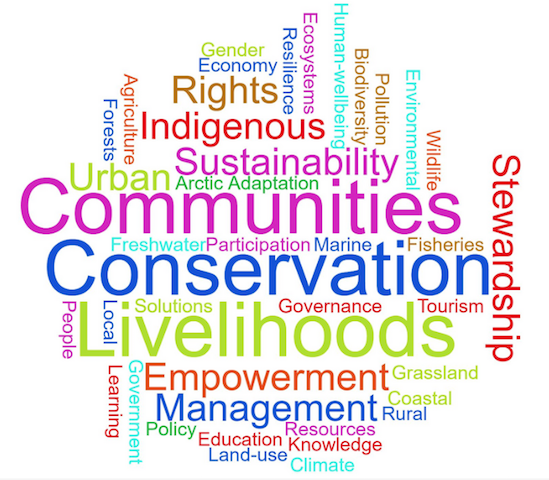 Gender
Economy
Resilience
Ecosystems
Human-wellbeing
Biodiversity
Pollution
Environmental
Rights
Agriculture
Forests
Indigenous
Wildlife
Sustainability
Urban
Arctic Adaptation
Communities
Stewardship
Freshwater
Participation
Marine
Fisheries
Conservation
People
Local
Solutions
Governance
Tourism
Livelihoods
Learning
Government
Empowerment
Grassland
Management
Coastal
Rural
Policy
Resources
Education
Knowledge
Land-use
Climate